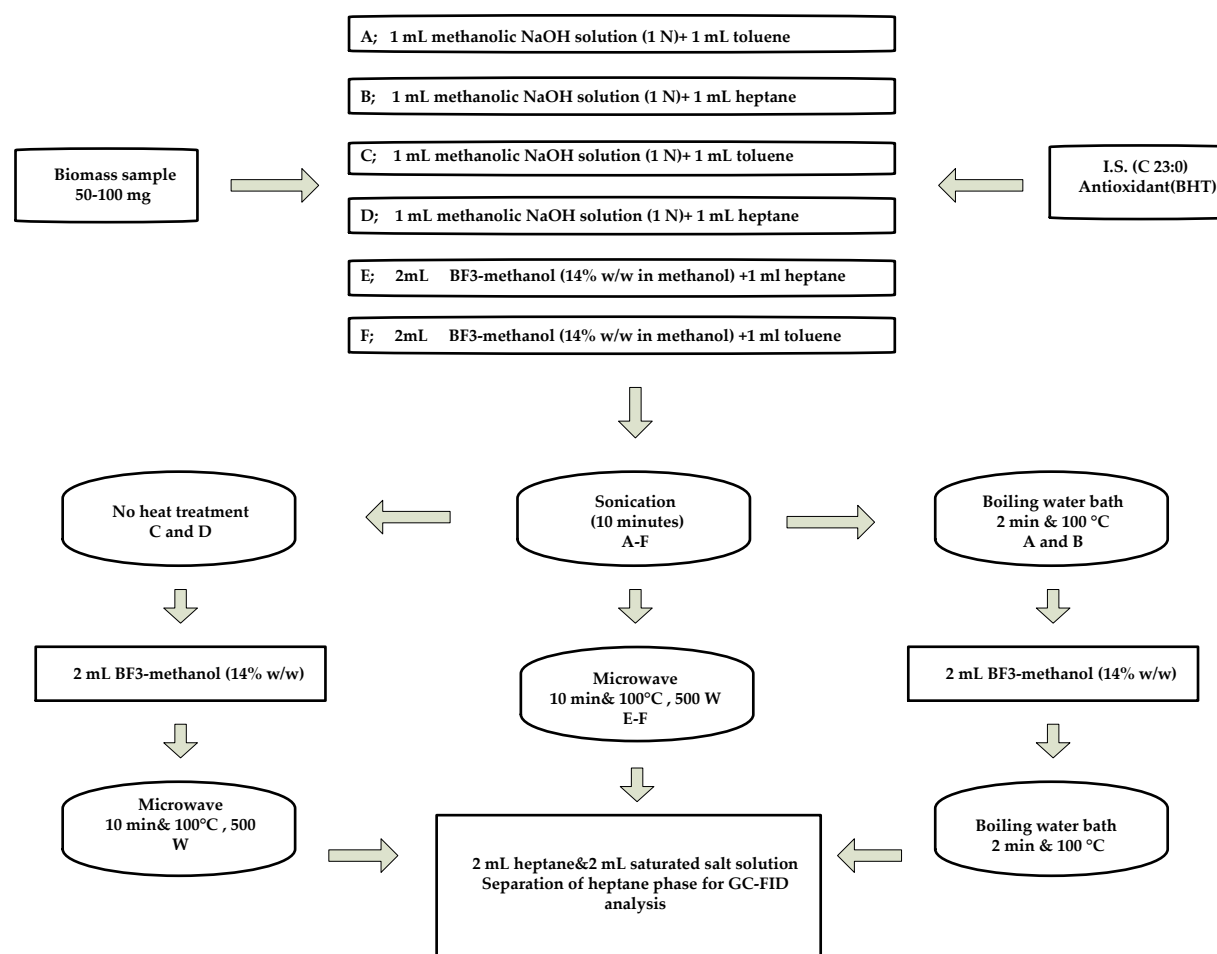 A; 1 mL methanolic NaOH solution (1 N)+ 1 mL toluene
B; 1 mL methanolic NaOH solution (1 N)+ 1 mL heptane
C; 1 mL methanolic NaOH solution (1 N)+ 1 mL toluene
D; 1 mL methanolic NaOH solution (1 N)+ 1 mL heptane
E; 2mL BF3-methanol (14% w/w in methanol) +1 ml heptane
F; 2mL BF3-methanol (14% w/w in methanol) +1 ml toluene
Biomass sample
50-100 mg
I.S. (C 23:0)
Antioxidant(BHT)
No heat treatment
C and D
Sonication
(10 minutes)
A-F
Boiling water bath
2 min & 100 °C
A and B
2 mL BF3-methanol (14% w/w)
Microwave
10 min& 100°C , 500 W
E-F
2 mL BF3-methanol (14% w/w)
Microwave
10 min& 100°C , 500
W
2 mL heptane&2 mL saturated salt solution
Separation of heptane phase for GC-FID
analysis
Boiling water bath
2 min & 100 °C